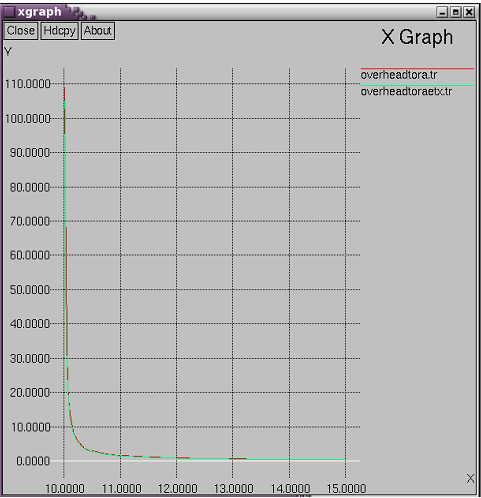 xgraph
Close Hdcpy About
X Graph
Y
overheadtora.tr
overheadtoraetx.tr
110.0000
100.0000
90.0000
80.0000
70.0000
60.0000
50.0000
40.0000
30.0000
20.0000
10.0000
0.0000
X
10.0000 11.0000 12.0000 13.0000 14.0000 15.0000